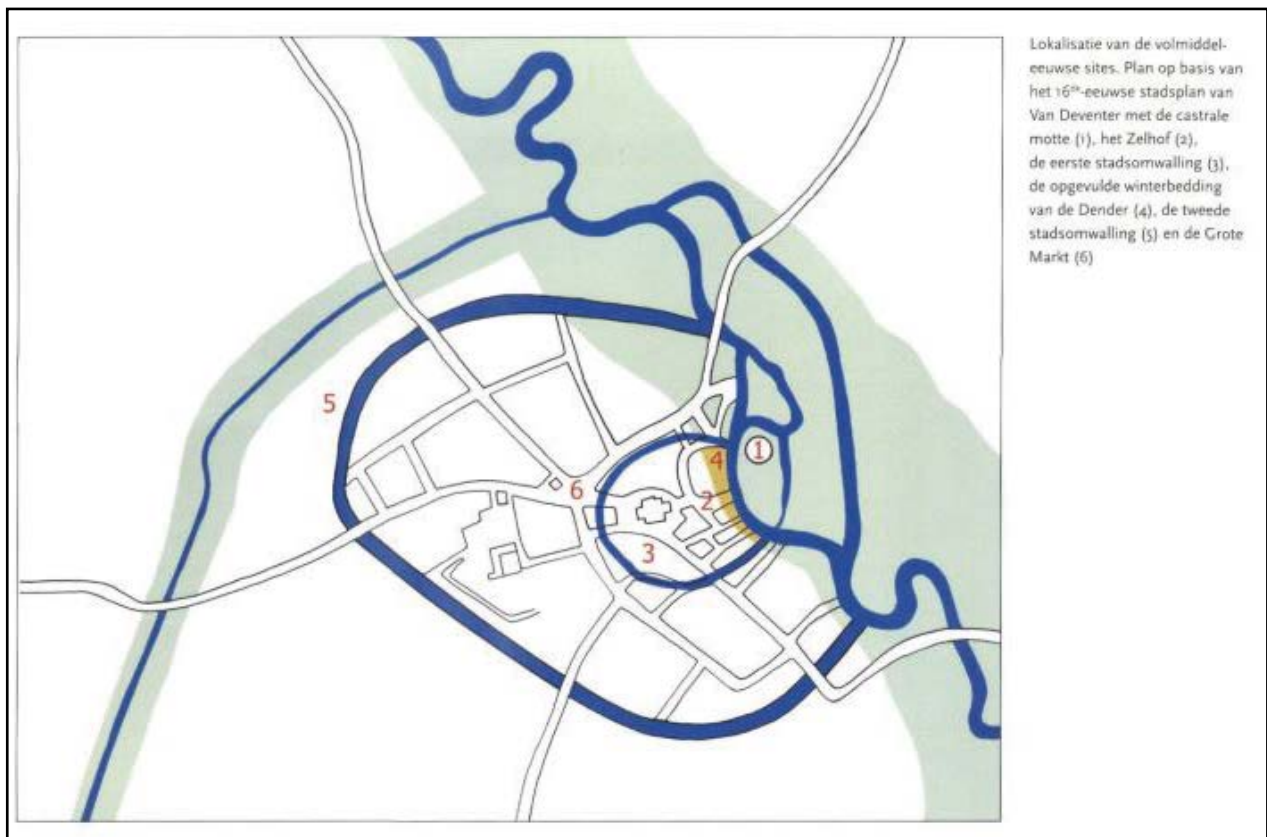 Lokalisatie van de volmiddel-
eeuwse sites. Plan op basis van
het 16de-eeuwse stadsplan van
Van Deventer met de castrale
motte (1), het Zelhof (2),
de eerste stadsomwalling (3),
de opgevulde winterbedding
van de Dender (4), de tweede
stadsomwalling (5) en de Grote
Markt (6)
5
1
4
6
2
3